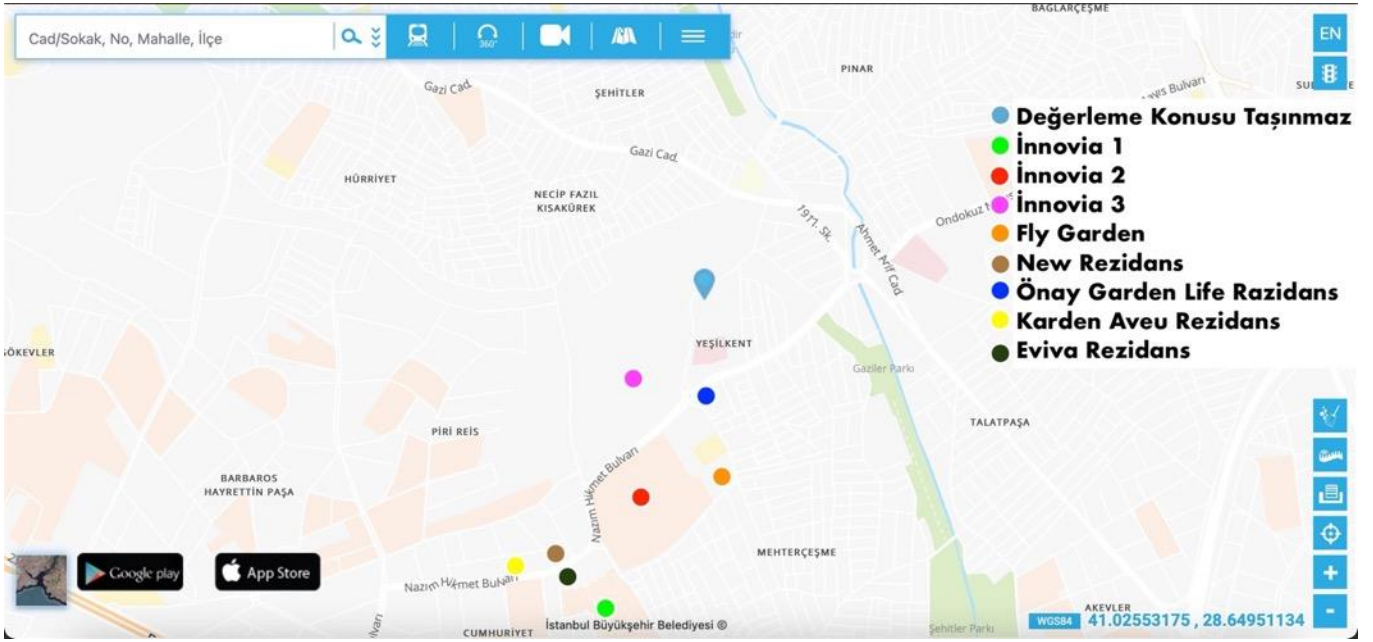 BAĞLARÇEŞME
Cad/Sokak, No, Mahalle, İlçe
360°
EN
PINAR
Gazi Cad.
ŞEHİTLER
Gazi Cad.
HÜRRİYET
NECİP FAZIL
KISAKÜREK
1977. Sk.
Ahmet Arif Cad.
Değerleme Konusu Taşınmaz
İnnovia 1
İnnovia 2
İnnovia 3
Fly Garden
New Rezidans
Önay Garden Life Razidans
Karden Aveu Rezidans
Eviva Rezidans
YEŞİLKENT
Gaziler Parkı
TALATPAŞA
PİRİ REİS
BARBAROS
HAYRETTİN PAŞA
Nazım Hikmet Bulvarı
MEHTERÇEŞME
Google play
App Store
Nazım Hikmet Bulvarı
CUMHURİYET
İstanbul Büyükşehir Belediyesi ©
Şehitler Parkı
AKEVLER
WGS84 41.02553175 , 28.64951134
+
-